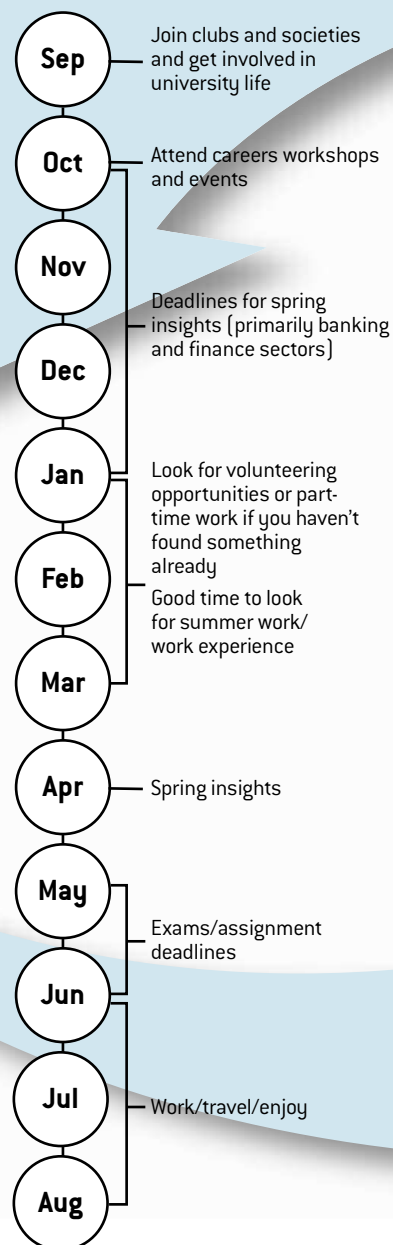 Sep
Join clubs and societies
and get involved in
university life
Oct
Attend careers workshops
and events
Nov
Deadlines for spring
insights (primarily banking
and finance sectors)
Dec
Jan
Look for volunteering
opportunities or part-
time work if you haven't
found something
already
Feb
Good time to look
for summer work/
work experience
Mar
Apr
Spring insights
May
Exams/assignment
deadlines
Jun
Jul
Work/travel/enjoy
Aug